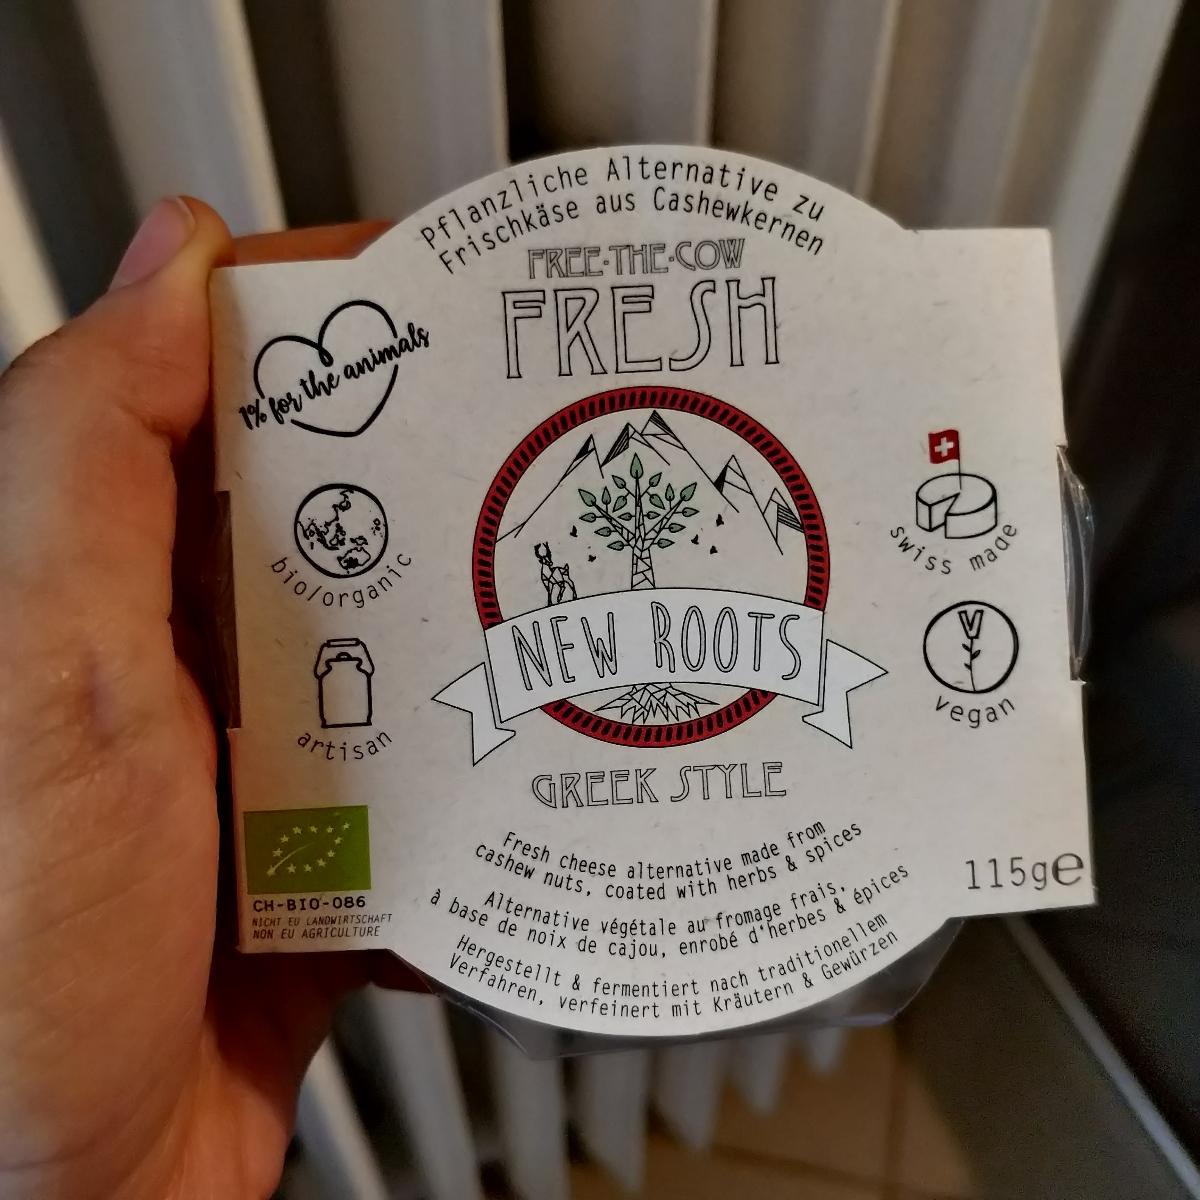 Pflanzliche Alternative zu
Frischkäse aus Cashewkernen
FREE·THE·COW
FRESH
1% for the animals
bio/organic
artisan
swiss made
vegan
NEW ROOTS
GREEK STYLE
Fresh cheese alternative made from
cashew nuts, coated with herbs & spices
Alternative végétale au fromage frais,
à base de noix de cajou, enrobé d'herbes & épices
Hergestellt & fermentiert nach traditionellem
Verfahren, verfeinert mit Kräutern & Gewürzen
CH-BIO-086
NICHT EU LANDWIRTSCHAFT
NON EU AGRICULTURE
115g℮